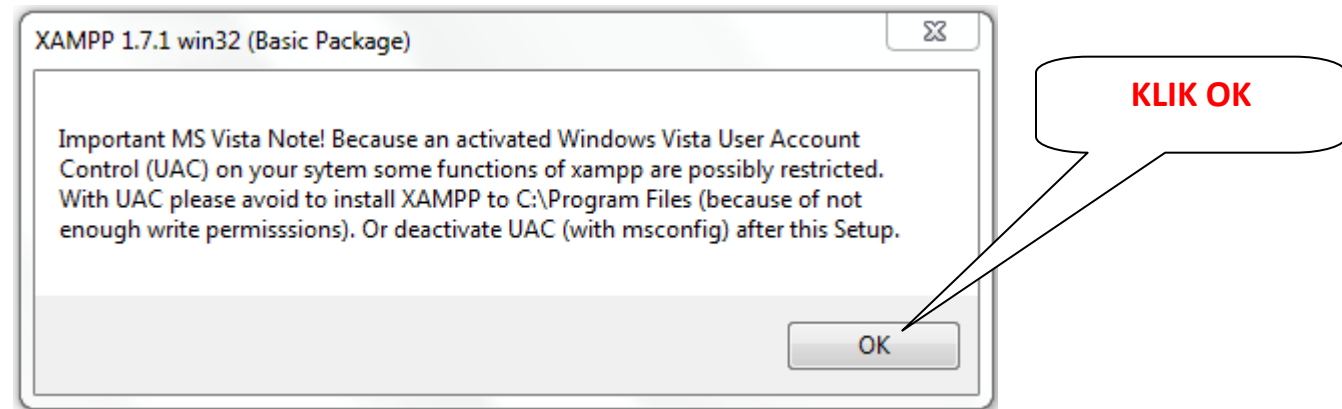 XAMPP 1.7.1 win32 (Basic Package)
KLIK OK
Important MS Vista Note! Because an activated Windows Vista User Account
Control (UAC) on your sytem some functions of xampp are possibly restricted.
With UAC please avoid to install XAMPP to C:\Program Files (because of not
enough write permisssions). Or deactivate UAC (with msconfig) after this Setup.
OK